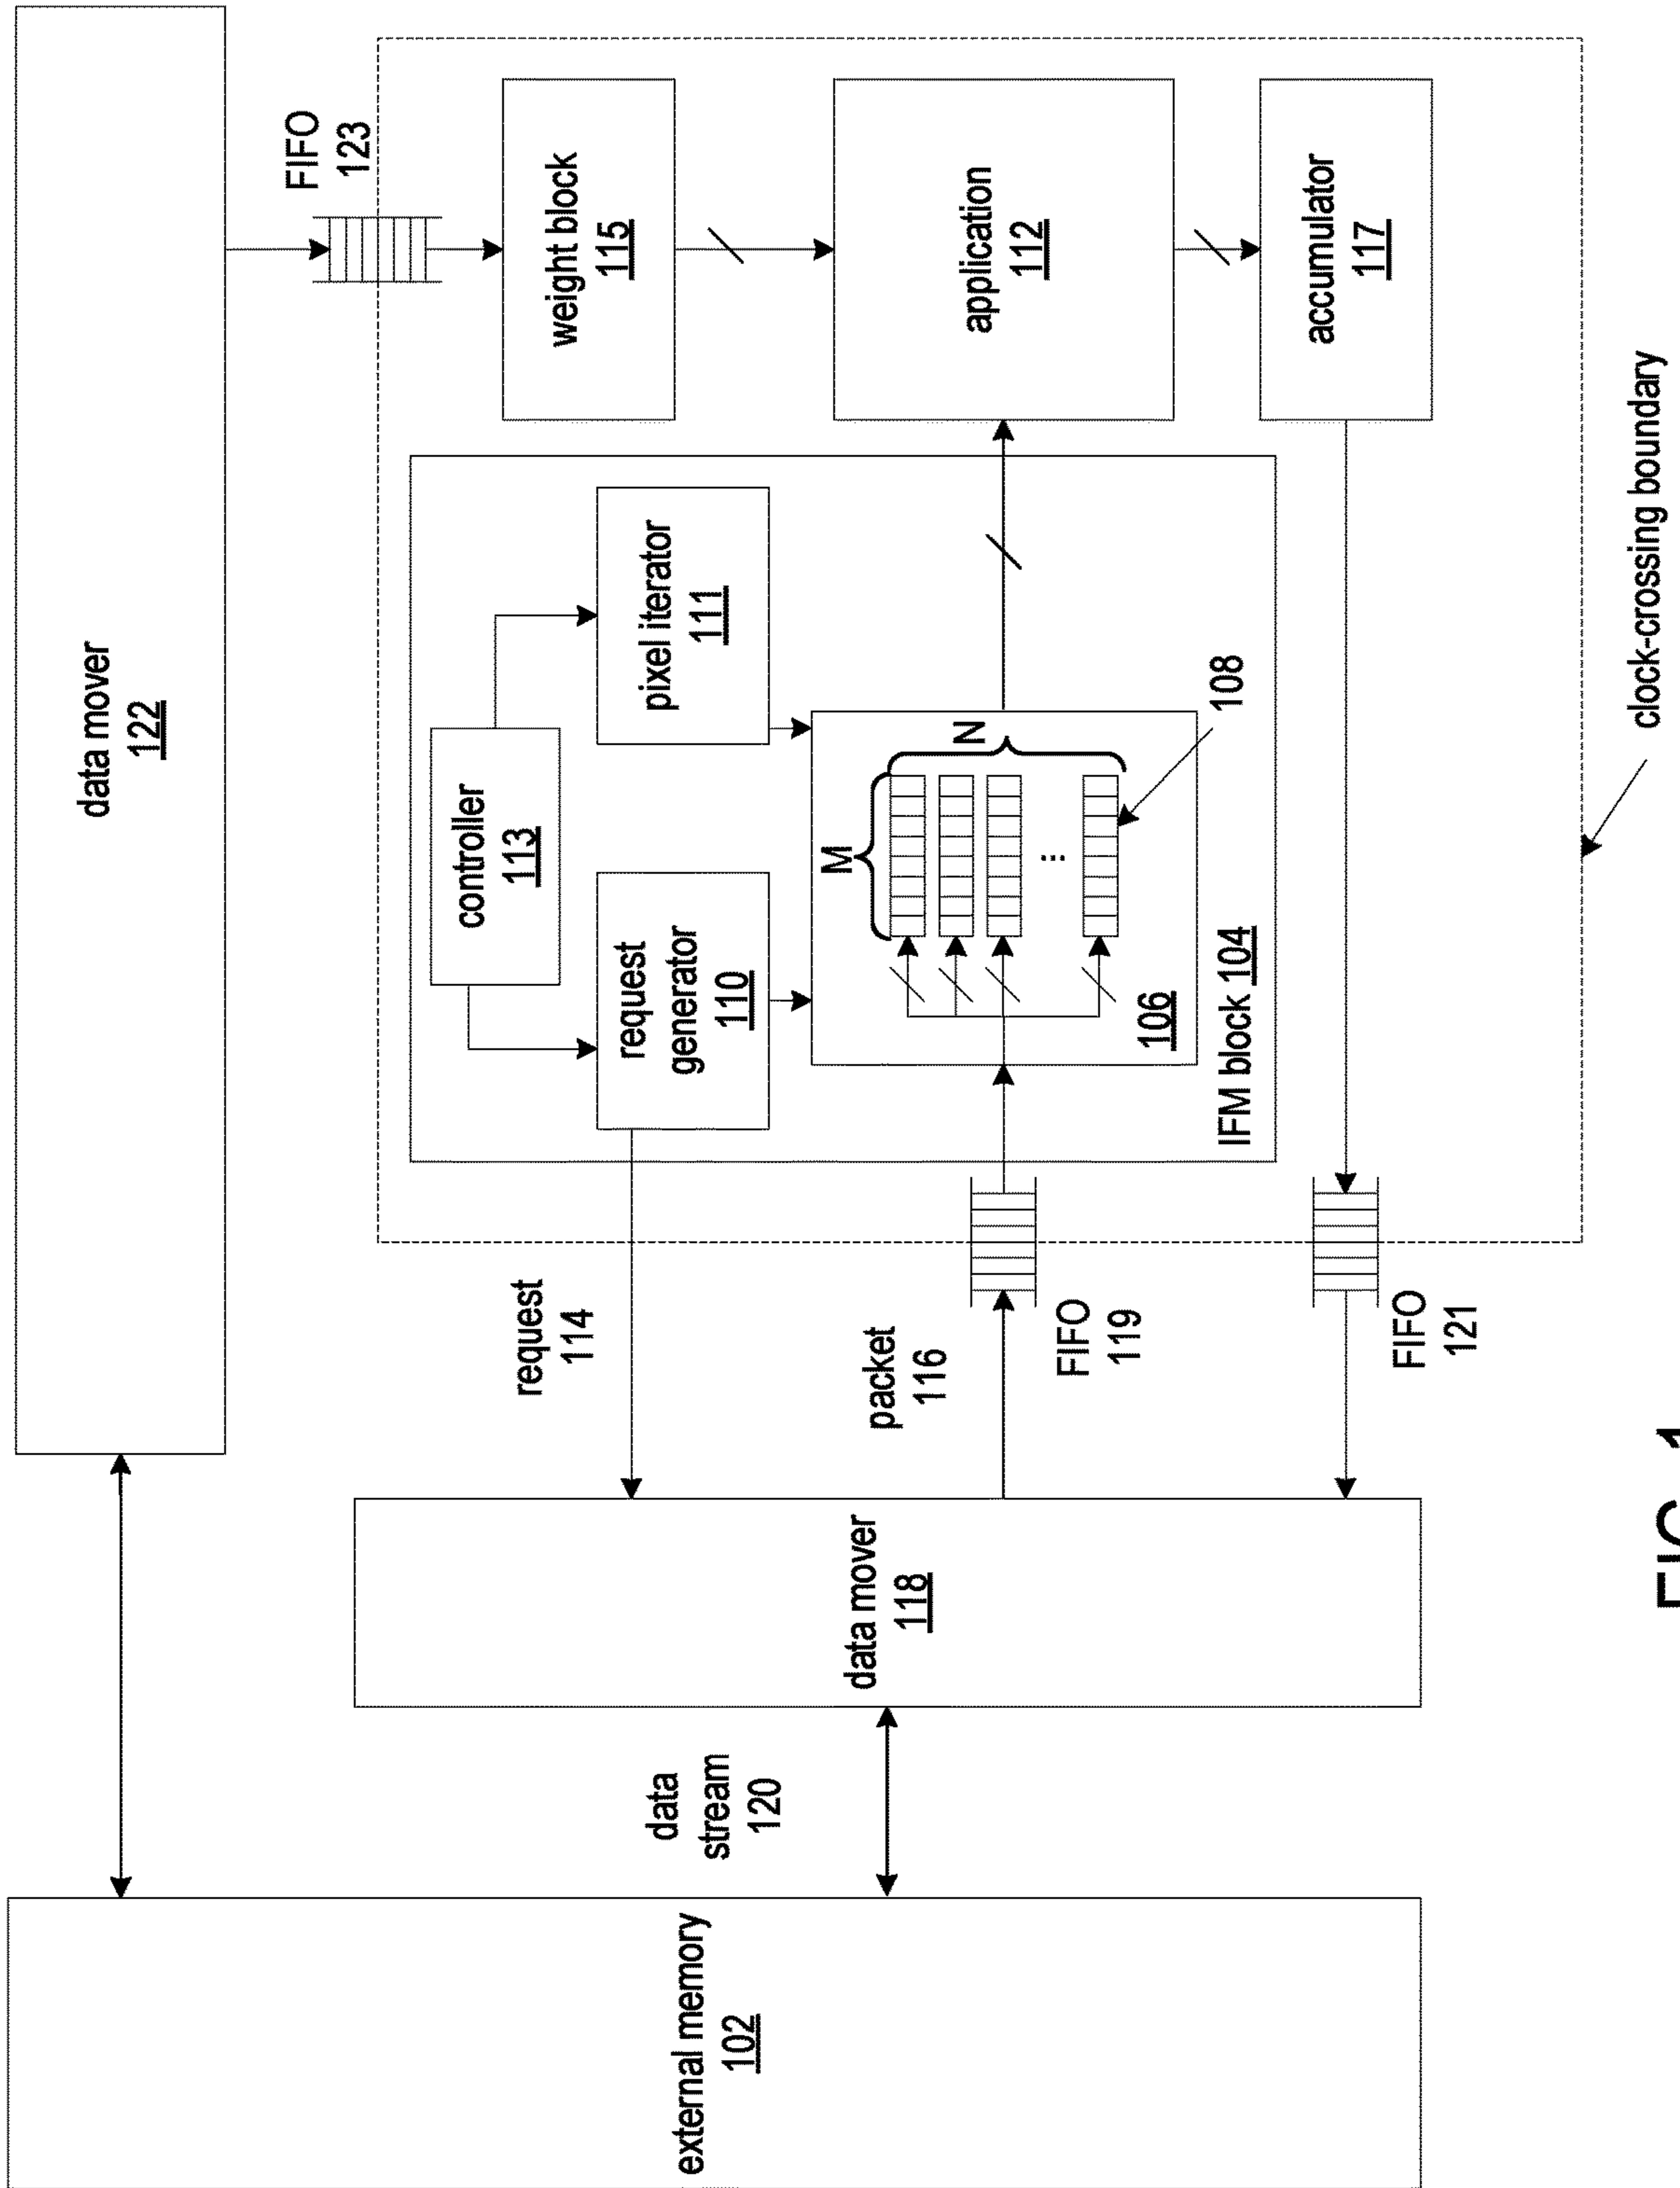 data mover
122
FIFO
123
weight block
115
application
112
accumulator
117
controller
113
pixel iterator
111
request
generator
110
M
N
...
108
106
IFM block 104
clock-crossing boundary
request
114
packet
116
FIFO
119
FIFO
121
data mover
118
data
stream
120
external memory
102
FIG. 1